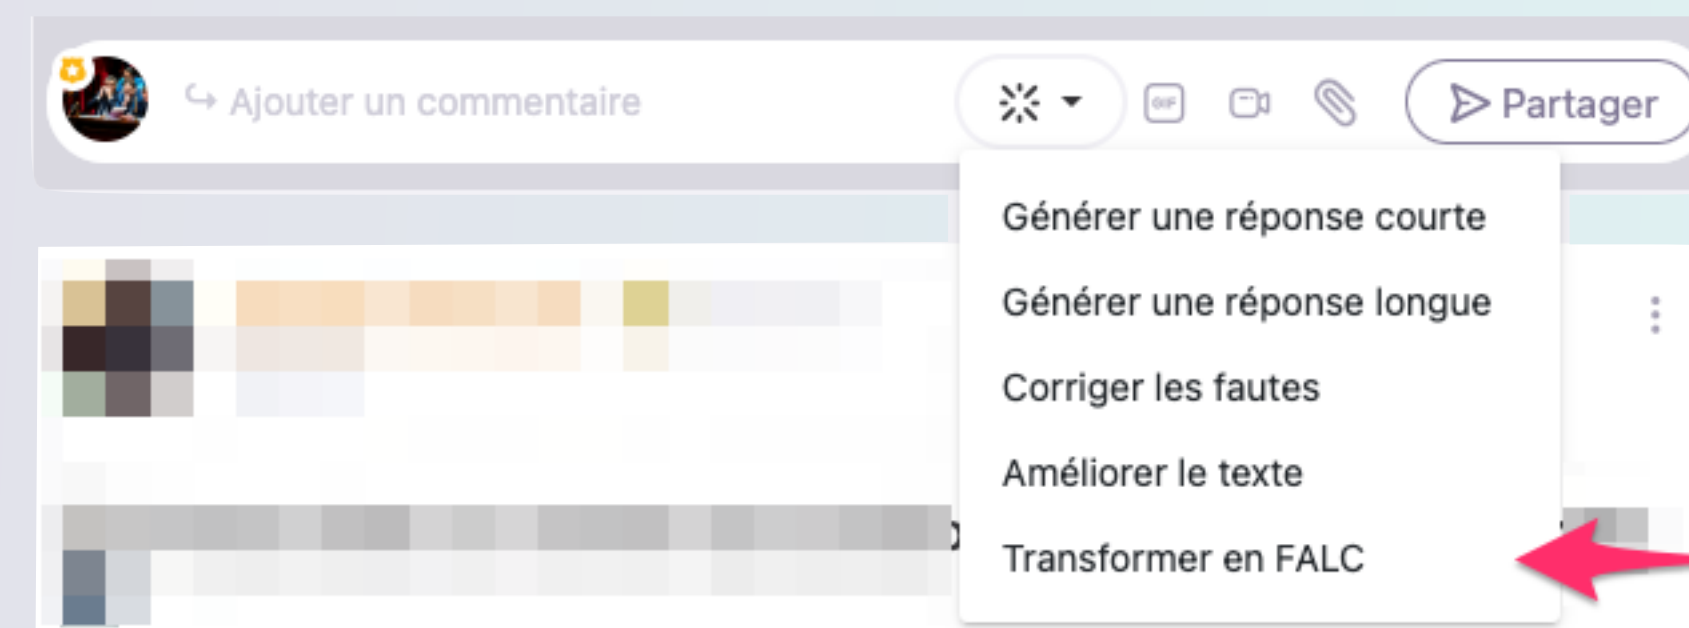 Ajouter un commentaire
GIF
Partager
Générer une réponse courte
Générer une réponse longue
Corriger les fautes
Améliorer le texte
Transformer en FALC